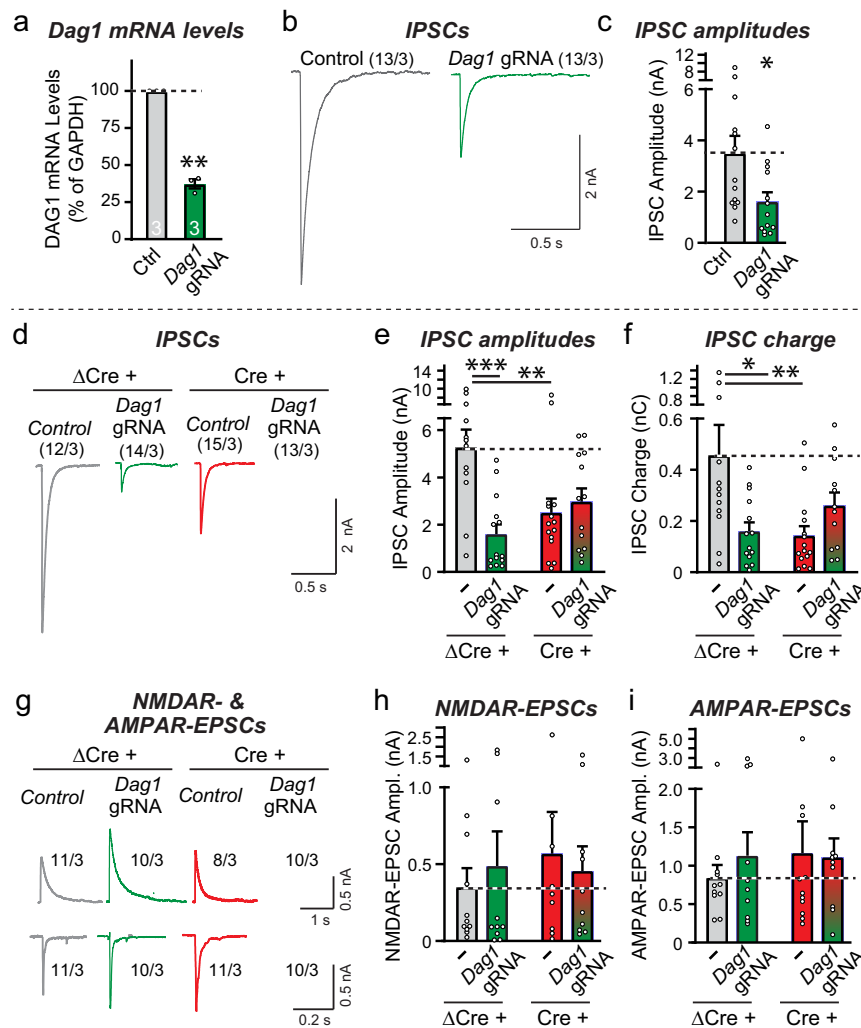 a
Dag1 mRNA levels
DAG1 mRNA Levels
(% of GAPDH)
100
75
50
25
0
**
3
3
Ctrl
Dag1
gRNA
b
IPSCs
Control (13/3)
Dag1 gRNA (13/3)
2 nA
0.5 s
c
IPSC amplitudes
IPSC Amplitude (nA)
12
8
6
4
2
0
*
Ctrl
Dag1
gRNA
d
IPSCs
ΔCre +
Cre +
Control
(12/3)
Dag1
gRNA
(14/3)
Control
(15/3)
Dag1
gRNA
(13/3)
2 nA
0.5 s
e
IPSC amplitudes
IPSC Amplitude (nA)
14
10
6
4
2
0
***
**
–
Dag1
gRNA
–
Dag1
gRNA
ΔCre +
Cre +
f
IPSC charge
IPSC Charge (nC)
1.2
0.8
0.6
0.4
0.2
0
*
**
–
Dag1
gRNA
–
Dag1
gRNA
ΔCre +
Cre +
g
NMDAR- &
AMPAR-EPSCs
ΔCre +
Cre +
Control
Dag1
gRNA
Control
Dag1
gRNA
11/3
10/3
8/3
10/3
0.5 nA
1 s
11/3
10/3
11/3
10/3
0.5 nA
0.2 s
h
NMDAR-EPSCs
NMDAR-EPSC Ampl. (nA)
2.5
1.5
1.0
0.5
0
–
Dag1
gRNA
–
Dag1
gRNA
ΔCre +
Cre +
i
AMPAR-EPSCs
AMPAR-EPSC Ampl. (nA)
5.0
3.0
2.0
1.5
1.0
0.5
0
–
Dag1
gRNA
–
Dag1
gRNA
ΔCre +
Cre +